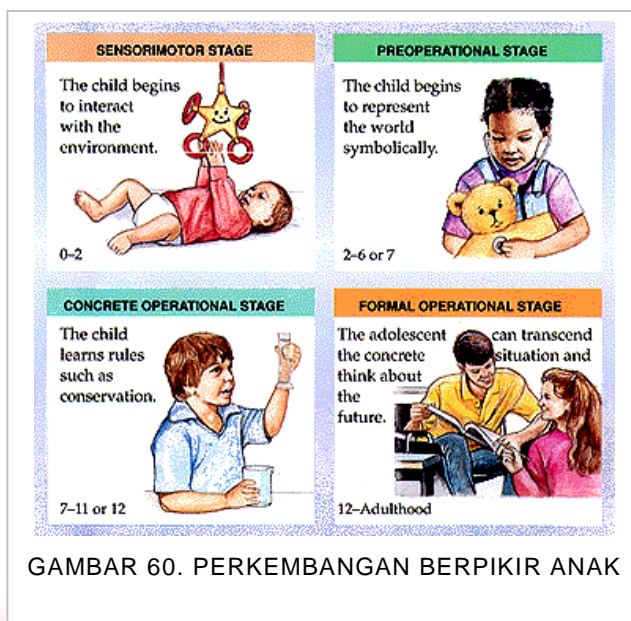 SENSORIMOTOR STAGE
The child begins
to interact
with the
environment.
0–2
PREOPERATIONAL STAGE
The child begins
to represent
the world
symbolically.
2–6 or 7
CONCRETE OPERATIONAL STAGE
The child
learns rules
such as
conservation.
7–11 or 12
FORMAL OPERATIONAL STAGE
The adolescent can transcend
the concrete situation and
think about
the
future.
12–Adulthood
GAMBAR 60. PERKEMBANGAN BERPIKIR ANAK